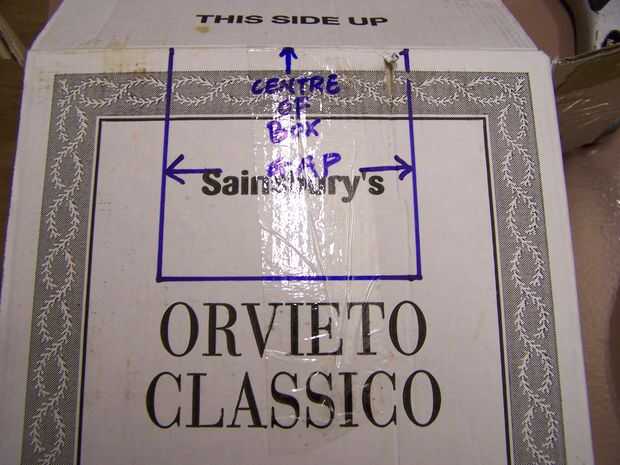 THIS SIDE UP
CENTRE
OF
BOX
Sainsbury's
ORVIETO
CLASSICO